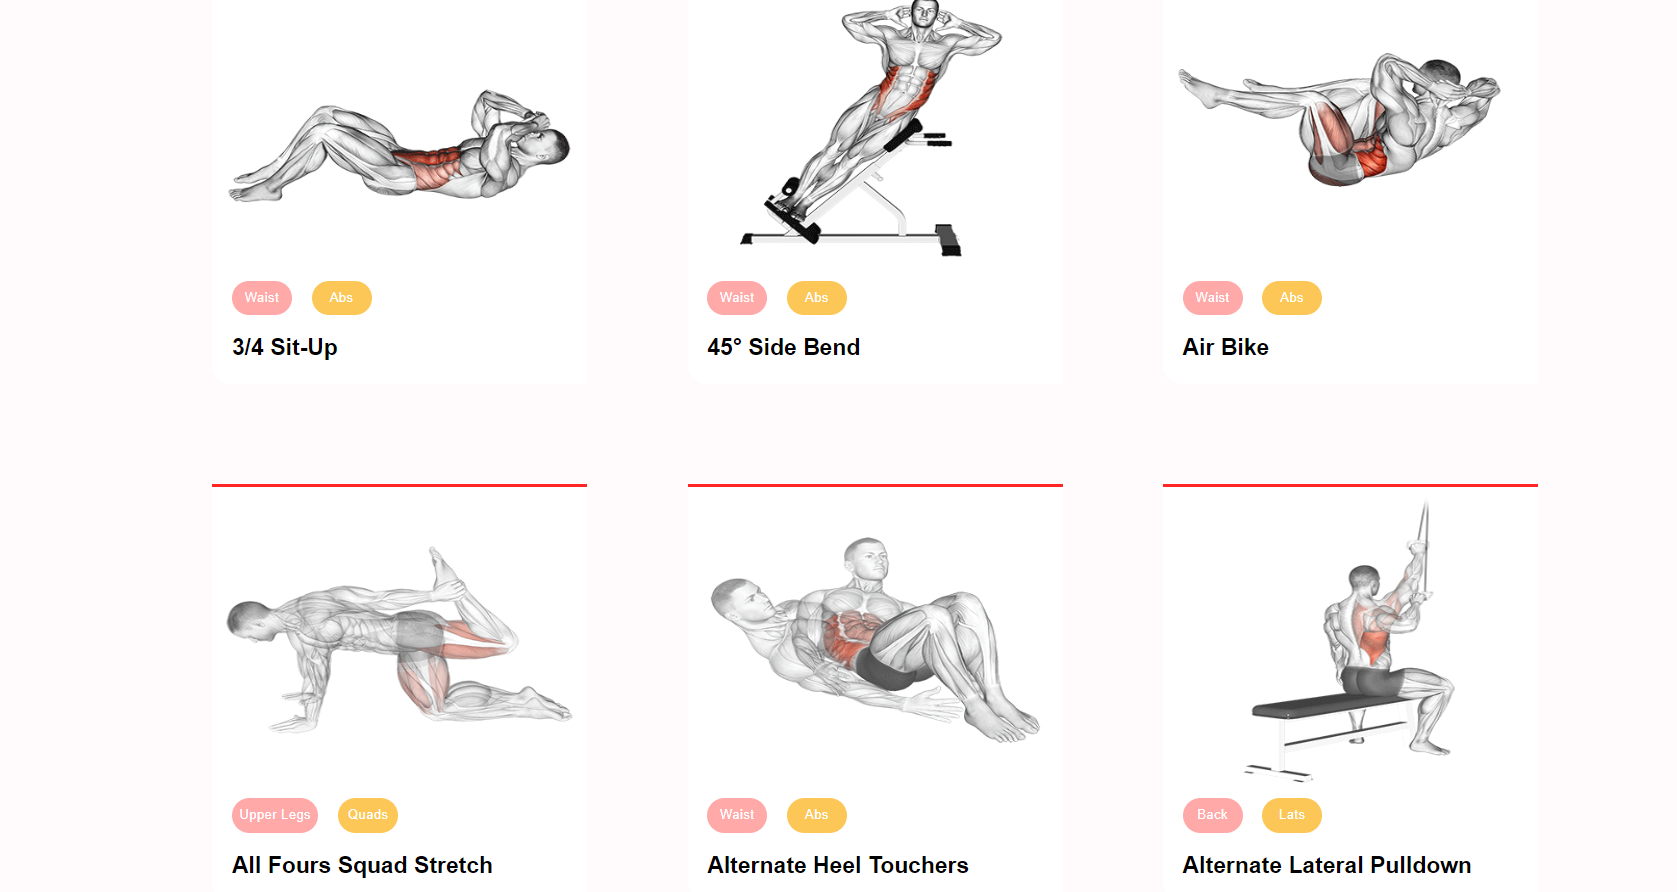 Waist Abs
3/4 Sit-Up
Waist Abs
45° Side Bend
Waist Abs
Air Bike
Upper Legs Quads
All Fours Squad Stretch
Waist Abs
Alternate Heel Touchers
Back Lats
Alternate Lateral Pulldown